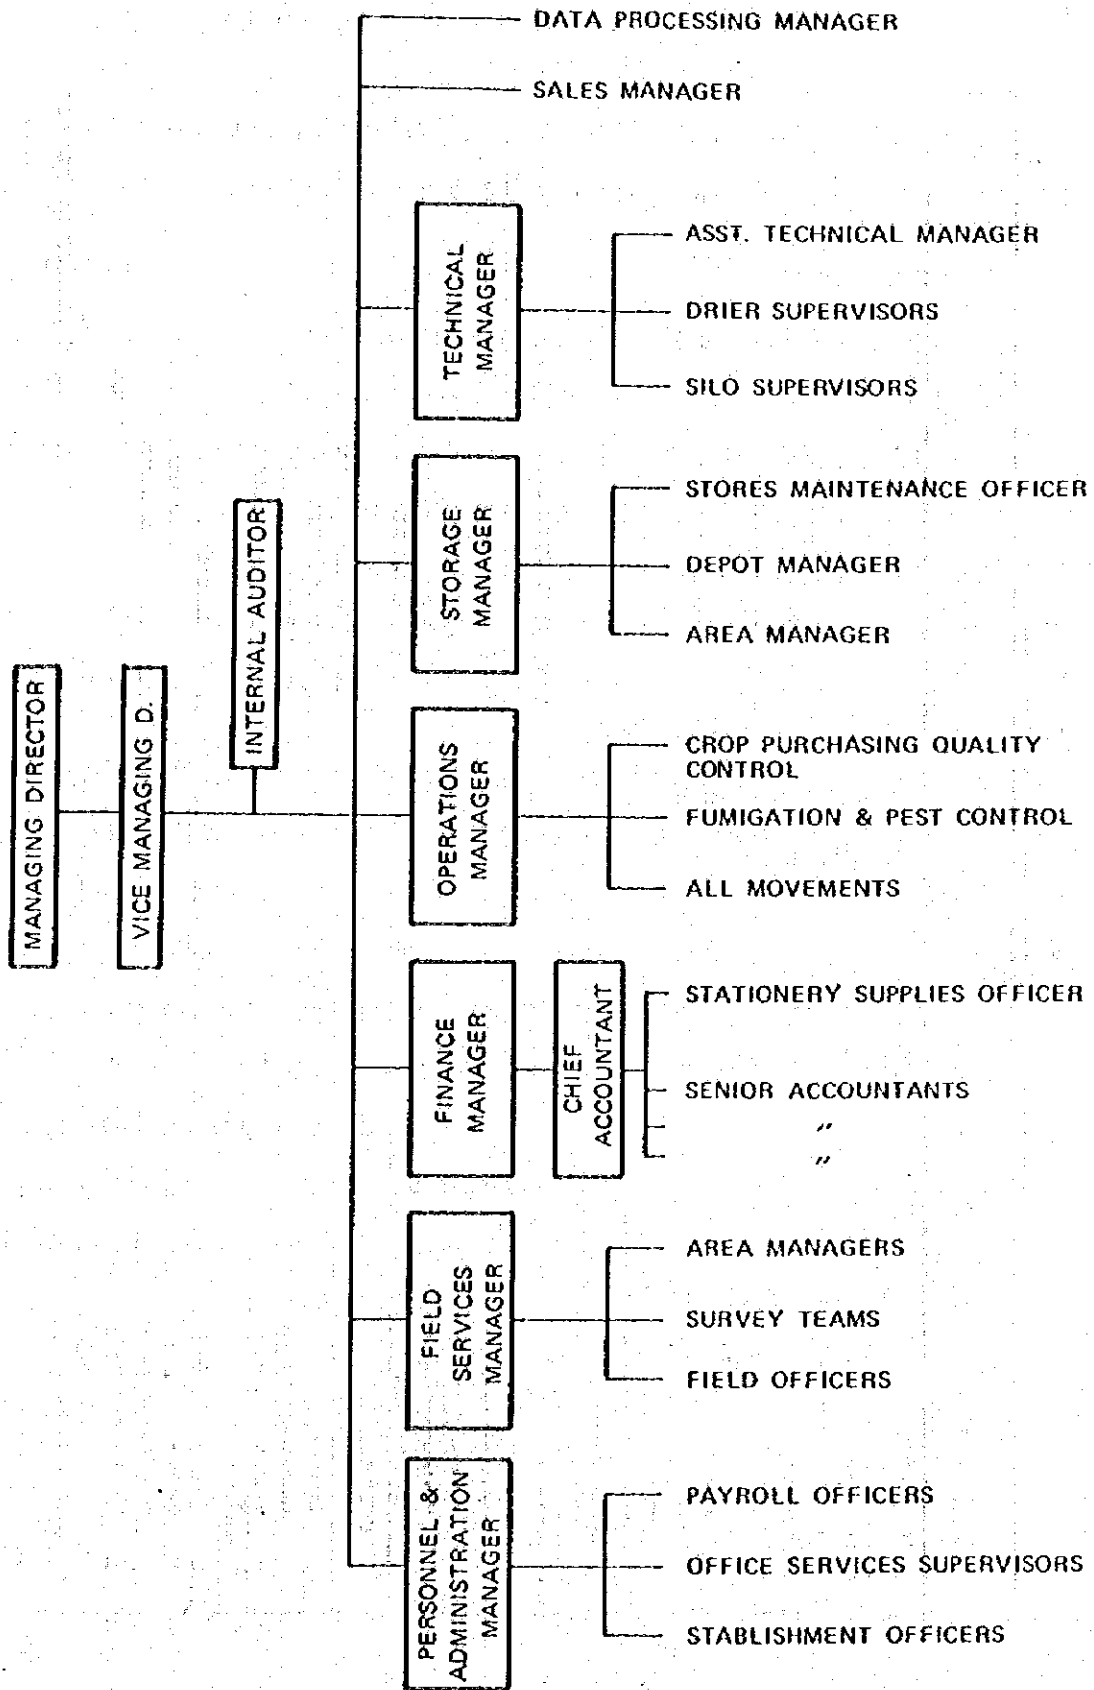 MANAGING DIRECTOR
VICE MANAGING D.
INTERNAL AUDITOR
DATA PROCESSING MANAGER
SALES MANAGER
TECHNICAL
MANAGER
ASST. TECHNICAL MANAGER
DRIER SUPERVISORS
SILO SUPERVISORS
STORAGE
MANAGER
STORES MAINTENANCE OFFICER
DEPOT MANAGER
AREA MANAGER
OPERATIONS
MANAGER
CROP PURCHASING QUALITY
CONTROL
FUMIGATION & PEST CONTROL
ALL MOVEMENTS
FINANCE
MANAGER
CHIEF
ACCOUNTANT
STATIONERY SUPPLIES OFFICER
SENIOR ACCOUNTANTS
"
"
FIELD
SERVICES
MANAGER
AREA MANAGERS
SURVEY TEAMS
FIELD OFFICERS
PERSONNEL &
ADMINISTRATION
MANAGER
PAYROLL OFFICERS
OFFICE SERVICES SUPERVISORS
STABLISHMENT OFFICERS